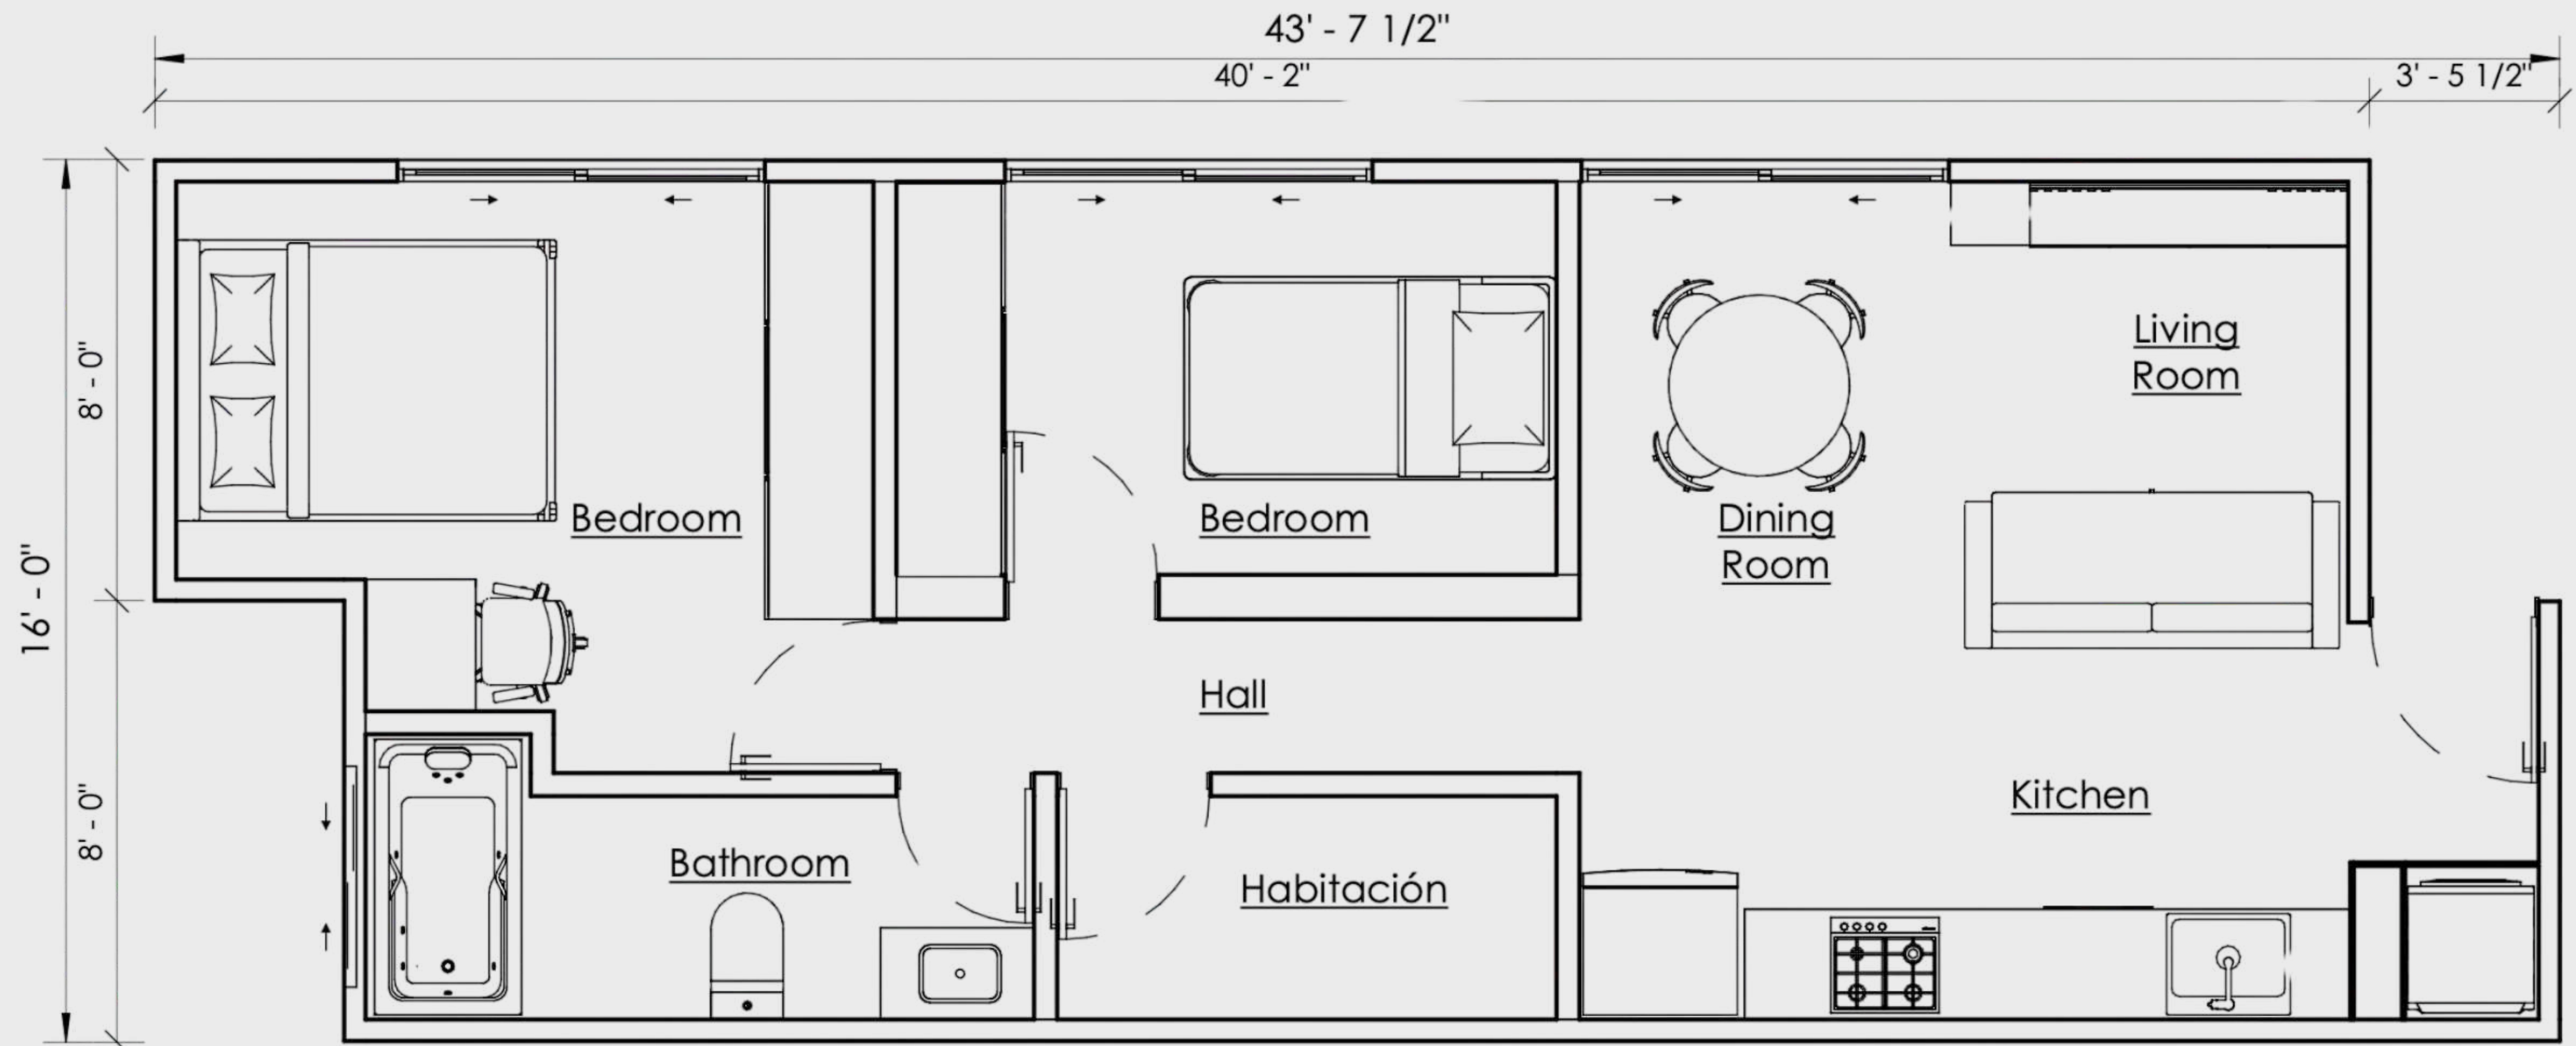 43' - 7 1/2"
40' - 2"
3' - 5 1/2"
8' - 0"
16' - 0"
8' - 0"
Bedroom
Bedroom
Dining
Room
Living
Room
Hall
Kitchen
Bathroom
Habitación